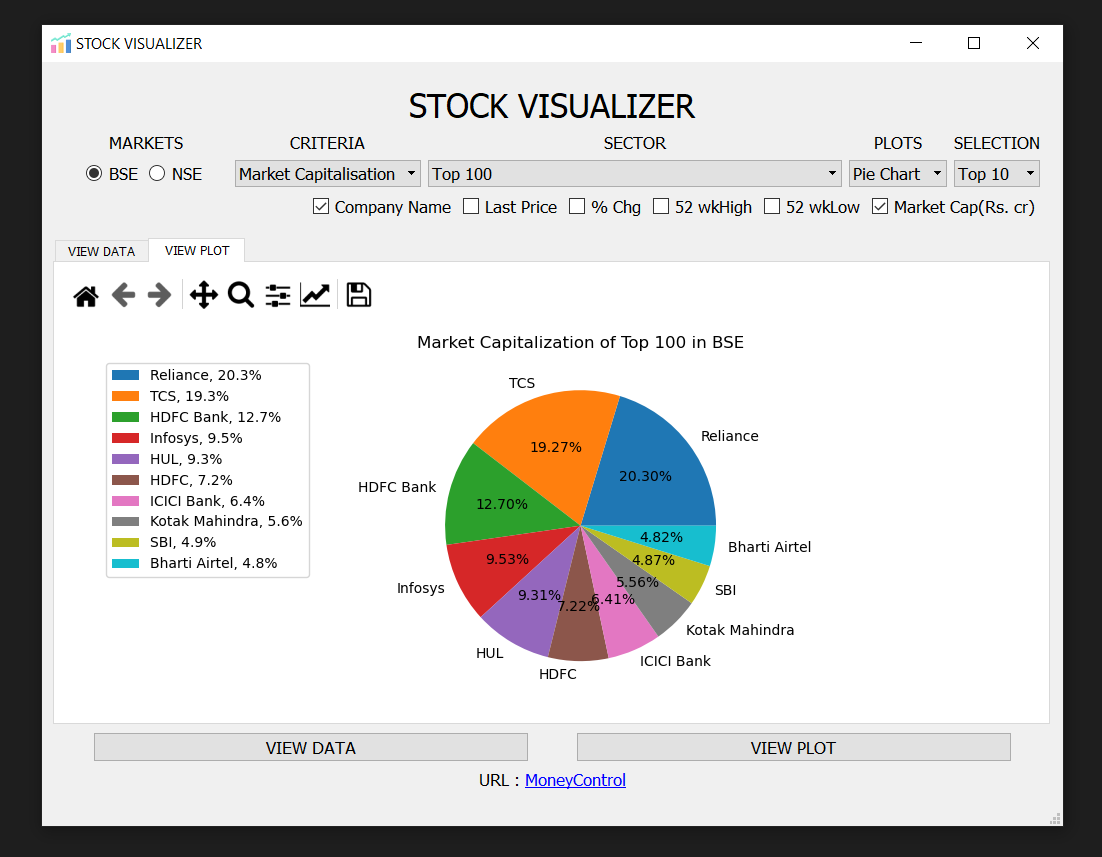 STOCK VISUALIZER
STOCK VISUALIZER
MARKETS CRITERIA SECTOR PLOTS SELECTION
BSE NSE Market Capitalisation Top 100 Pie Chart Top 10
Company Name Last Price % Chg 52 wkHigh 52 wkLow Market Cap(Rs. cr)
VIEW DATA VIEW PLOT
Market Capitalization of Top 100 in BSE
Reliance, 20.3%
TCS, 19.3%
HDFC Bank, 12.7%
Infosys, 9.5%
HUL, 9.3%
HDFC, 7.2%
ICICI Bank, 6.4%
Kotak Mahindra, 5.6%
SBI, 4.9%
Bharti Airtel, 4.8%
TCS
Reliance
19.27%
20.30%
HDFC Bank
12.70%
4.82%
Bharti Airtel
9.53%
4.87%
Infosys
5.56%
SBI
9.31%
6.41%
7.22%
Kotak Mahindra
HUL
ICICI Bank
HDFC
VIEW DATA VIEW PLOT
URL : MoneyControl